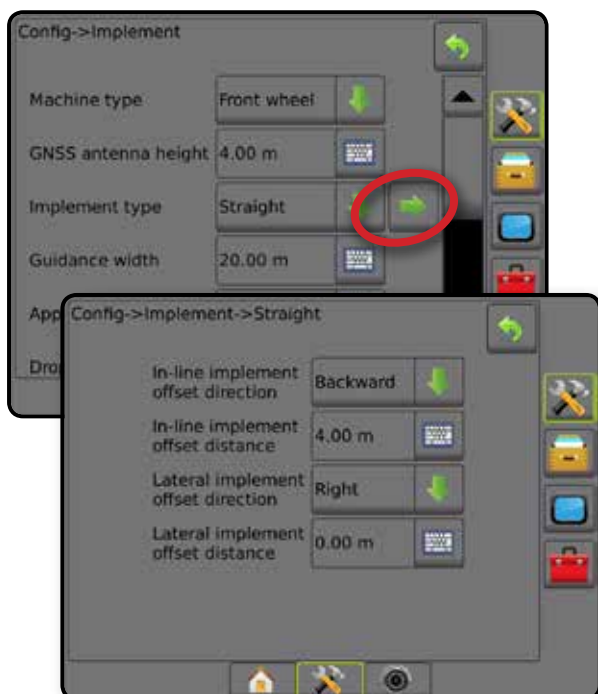 Config->Implement
Machine type Front wheel
GNSS antenna height 4.00 m
Implement type Straight
Guidance width 20.00 m
App
Dro
Config->Implement->Straight
In-line implement
offset direction Backward
In-line implement
offset distance 4.00 m
Lateral implement
offset direction Right
Lateral implement
offset distance 0.00 m